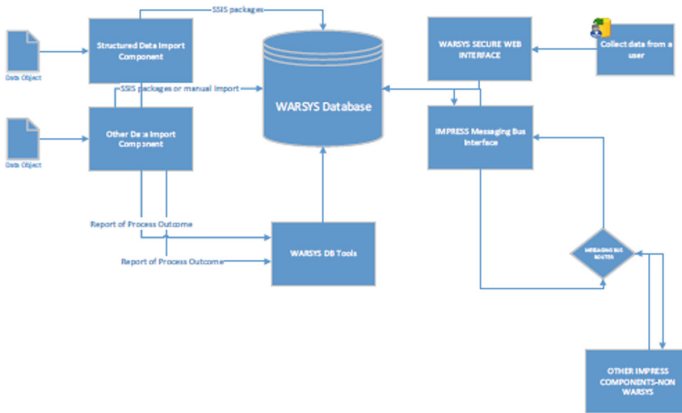 SSIS packages
Structured Data Import
Component
Data Object
WARSYS SECURE WEB
INTERFACE
Collect data from a
user
SSIS packages or manual import
WARSYS Database
Other Data Import
Component
Data Object
IMPRESS Messaging Bus
Interface
Report of Process Outcome
WARSYS DB Tools
Report of Process Outcome
MESSAGING BUS
ROUTER
OTHER IMPRESS
COMPONENTS-NON
WARSYS